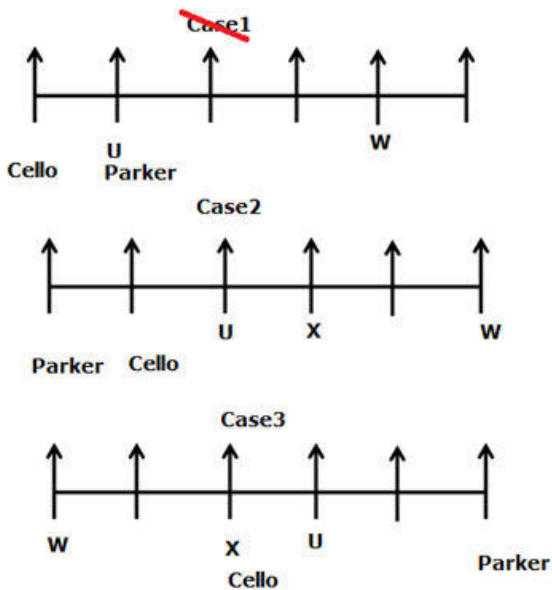 Case1
U W
Cello Parker
Case2
U X W
Parker Cello
Case3
W X U
Cello Parker